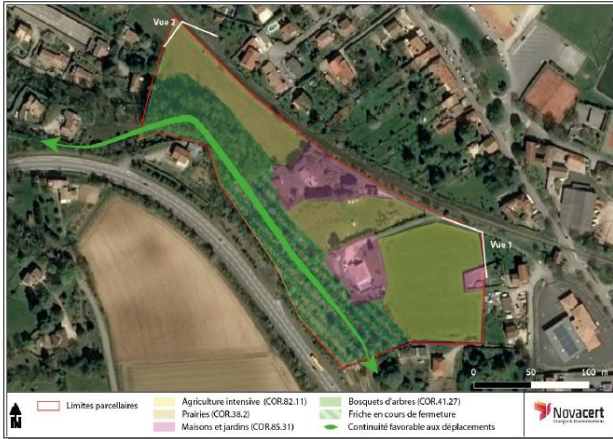 Vue 2
Vue 1
0 50 100 m
N
Limites parcellaires
Agriculture intensive (COR.82.11)
Prairies (COR.38.2)
Maisons et jardins (COR.85.31)
Bosquets d'arbres (COR.41.27)
Friche en cours de fermeture
Continuité favorable aux déplacements
Novacert